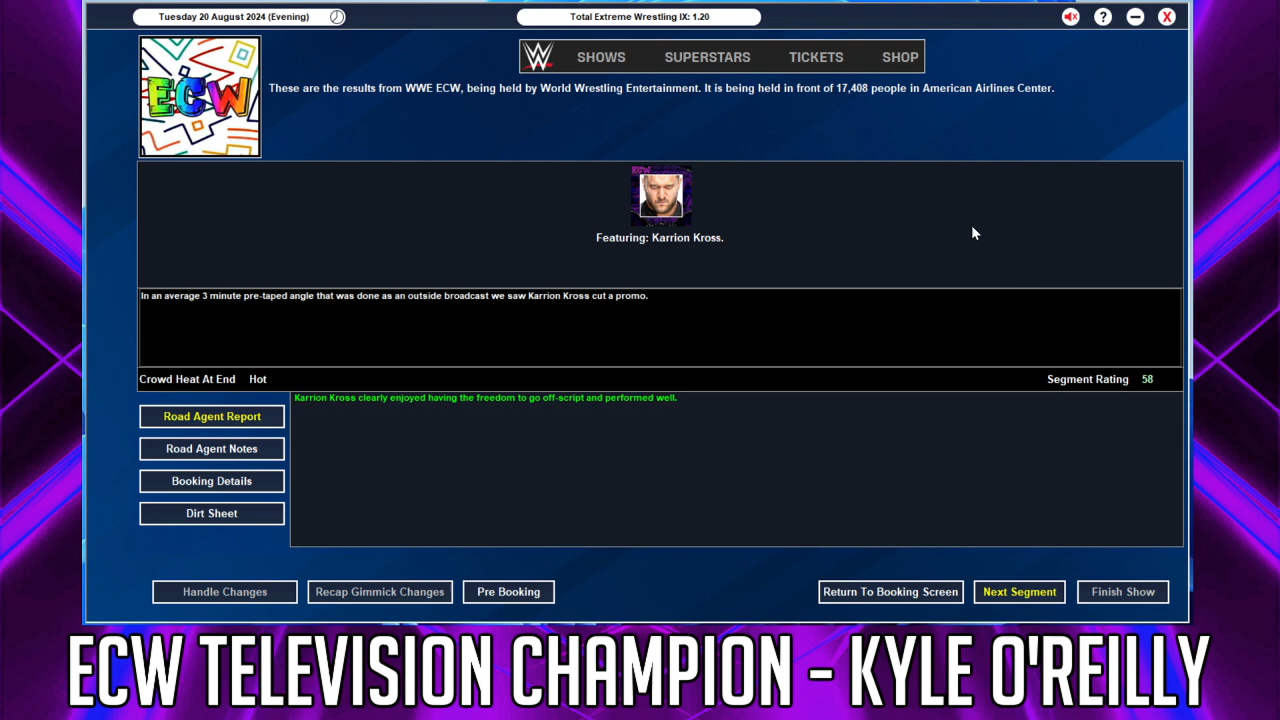 Tuesday 20 August 2024 (Evening)
Total Extreme Wrestling IX: 1.20
? X
ECW
W SHOWS SUPERSTARS TICKETS SHOP
These are the results from WWE ECW, being held by World Wrestling Entertainment. It is being held in front of 17,408 people in American Airlines Center.
ECW
Featuring: Karrion Kross.
In an average 3 minute pre-taped angle that was done as an outside broadcast we saw Karrion Kross cut a promo.
Crowd Heat At End Hot
Segment Rating 58
Karrion Kross clearly enjoyed having the freedom to go off-script and performed well.
Road Agent Report
Road Agent Notes
Booking Details
Dirt Sheet
Handle Changes
Recap Gimmick Changes
Pre Booking
Return To Booking Screen
Next Segment
Finish Show
ECW TELEVISION CHAMPION - KYLE O'REILLY